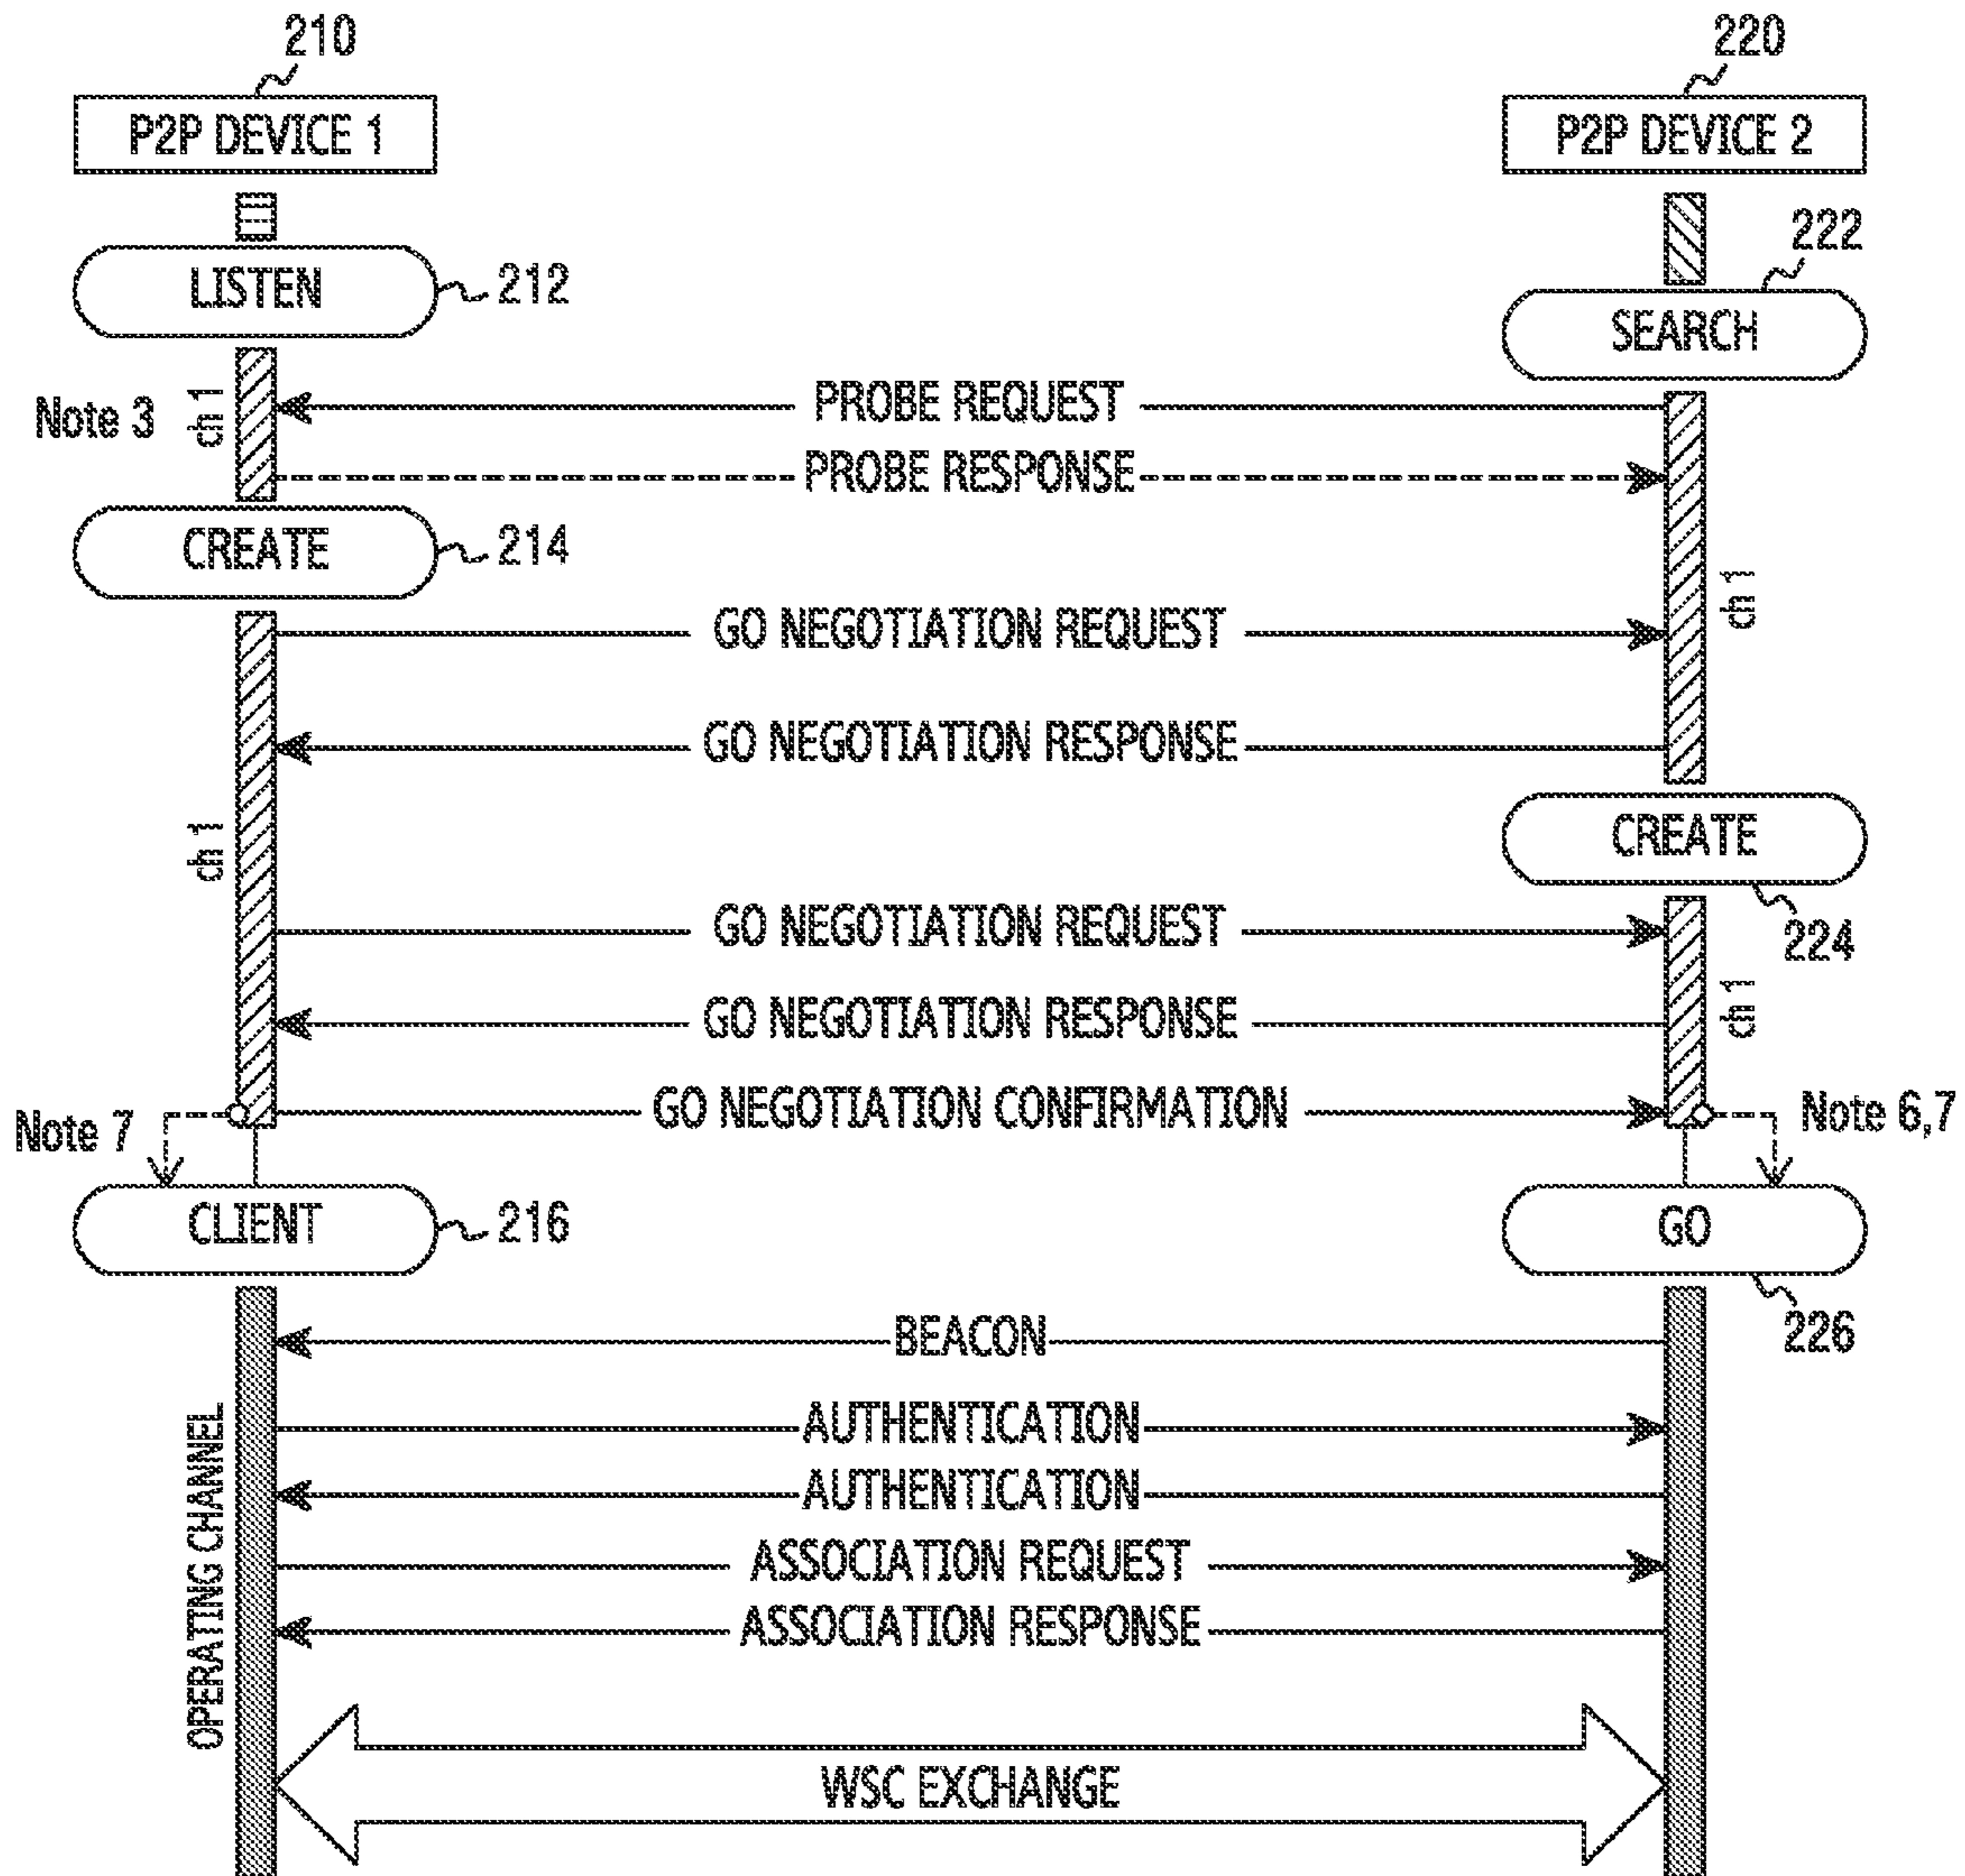 210
220
P2P DEVICE 1
P2P DEVICE 2
222
LISTEN
212
SEARCH
Note 3
ch 1
PROBE REQUEST
PROBE RESPONSE
CREATE
214
ch 1
GO NEGOTIATION REQUEST
GO NEGOTIATION RESPONSE
ch 1
CREATE
224
GO NEGOTIATION REQUEST
GO NEGOTIATION RESPONSE
ch 1
GO NEGOTIATION CONFIRMATION
Note 7
Note 6,7
CLIENT
216
GO
226
BEACON
OPERATING CHANNEL
AUTHENTICATION
AUTHENTICATION
ASSOCIATION REQUEST
ASSOCIATION RESPONSE
WSC EXCHANGE